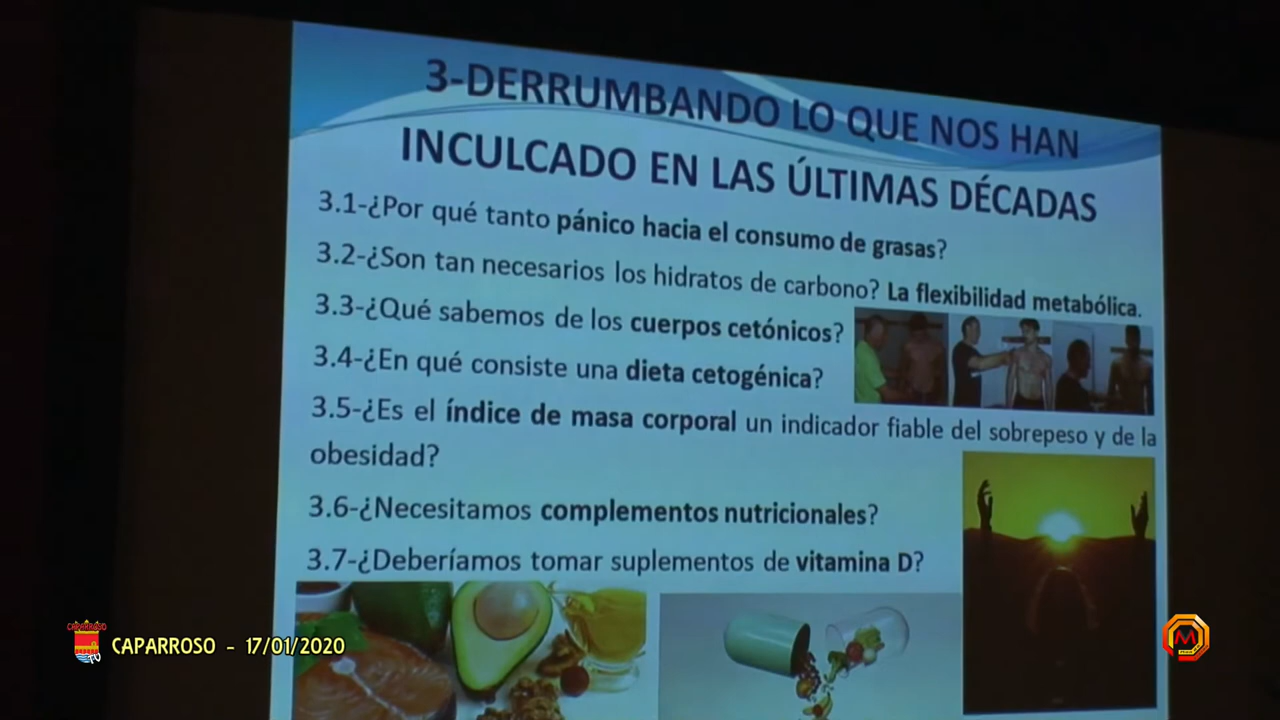 3-DERRUMBANDO LO QUE NOS HAN
INCULCADO EN LAS ÚLTIMAS DÉCADAS
3.1-¿Por qué tanto pánico hacia el consumo de grasas?
3.2-¿Son tan necesarios los hidratos de carbono? La flexibilidad metabólica.
3.3-¿Qué sabemos de los cuerpos cetónicos?
3.4-¿En qué consiste una dieta cetogénica?
3.5-¿Es el índice de masa corporal un indicador fiable del sobrepeso y de la
obesidad?
3.6-¿Necesitamos complementos nutricionales?
3.7-¿Deberíamos tomar suplementos de vitamina D?
CAPARROSO
TV
CAPARROSO - 17/01/2020
M